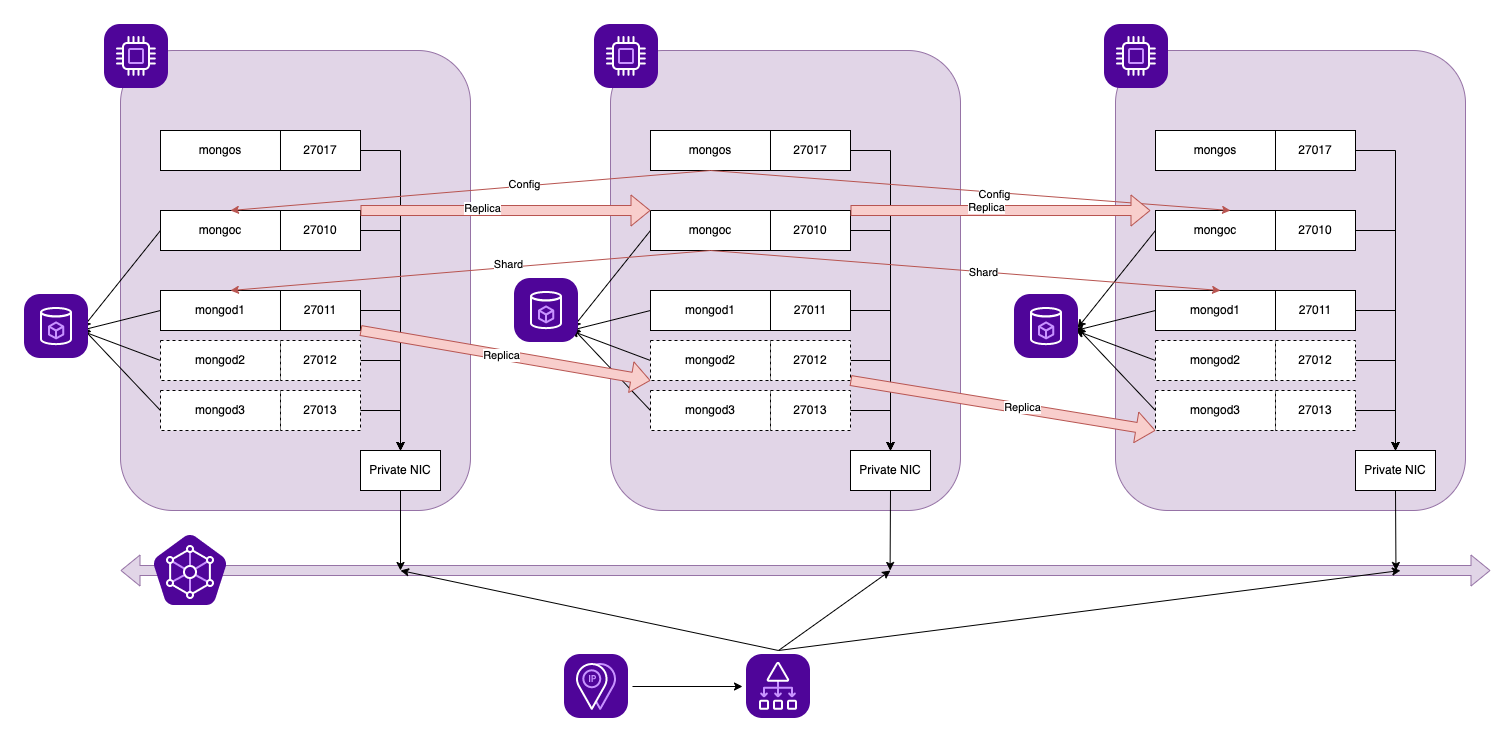 mongos 27017
mongos 27017
mongos 27017
Config
Config
Replica
Replica
mongoc 27010
mongoc 27010
mongoc 27010
Shard
Shard
mongod1 27011
mongod1 27011
mongod1 27011
Replica
mongod2 27012
mongod2 27012
mongod2 27012
Replica
mongod3 27013
mongod3 27013
mongod3 27013
Private NIC
Private NIC
Private NIC
IP